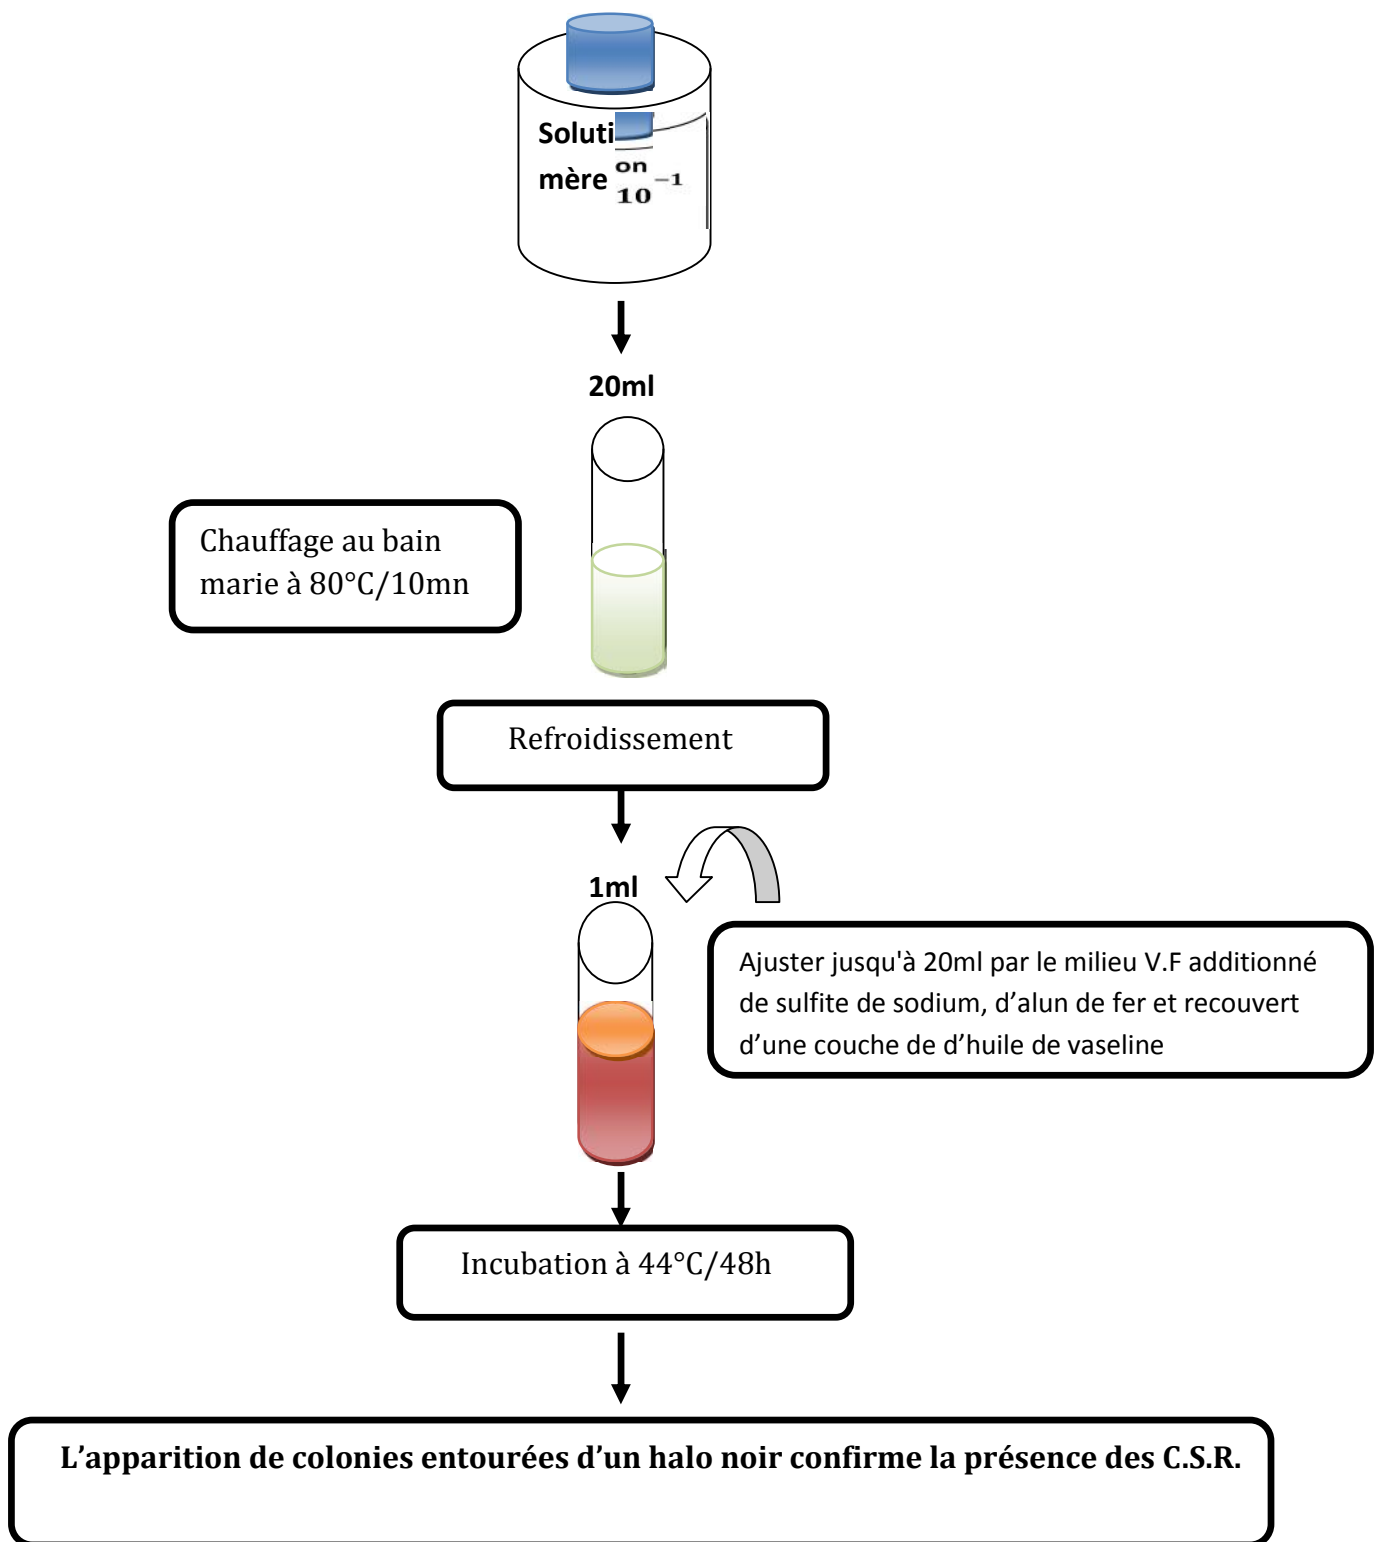 Soluti
on
mère 10⁻¹
20ml
Chauffage au bain
marie à 80°C/10mn
Refroidissement
1ml
Ajuster jusqu'à 20ml par le milieu V.F additionné
de sulfite de sodium, d’alun de fer et recouvert
d’une couche de d’huile de vaseline
Incubation à 44°C/48h
L’apparition de colonies entourées d’un halo noir confirme la présence des C.S.R.